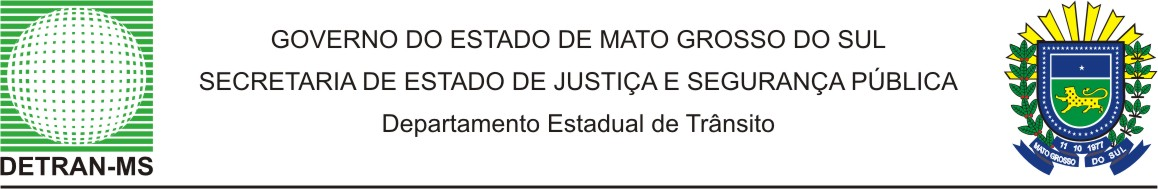 GOVERNO DO ESTADO DE MATO GROSSO DO SUL
SECRETARIA DE ESTADO DE JUSTIÇA E SEGURANÇA PÚBLICA
Departamento Estadual de Trânsito
DETRAN-MS
11 10 1977
MATO GROSSO DO SUL